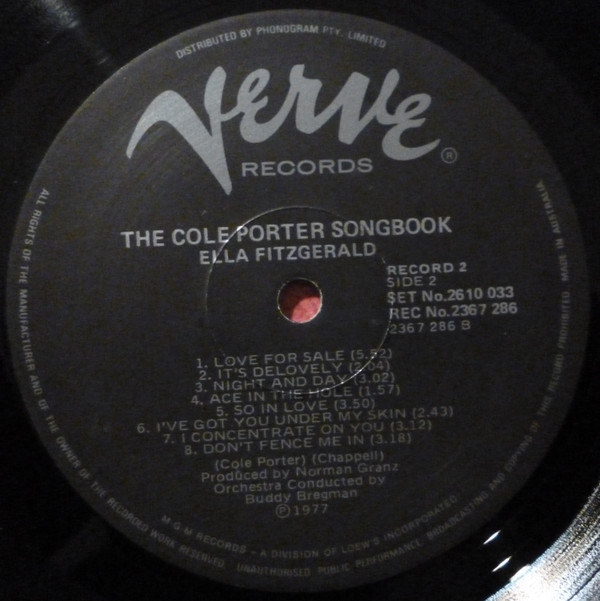 DISTRIBUTED BY PHONOGRAM PTY. LIMITED
Verve ®
RECORDS
THE COLE PORTER SONGBOOK
ELLA FITZGERALD
RECORD 2
SIDE 2
SET No.2610 033
REC No.2367 286
2367 286 B
1. LOVE FOR SALE (5.52)
2. IT'S DELOVELY (2.04)
3. NIGHT AND DAY (3.02)
4. ACE IN THE HOLE (1.57)
5. SO IN LOVE (3.50)
6. I'VE GOT YOU UNDER MY SKIN (2.43)
7. I CONCENTRATE ON YOU (3.12)
8. DON'T FENCE ME IN (3.18)
(Cole Porter) (Chappell)
Produced by Norman Granz
Orchestra Conducted by
Buddy Bregman
Ⓟ1977
M-G-M RECORDS – A DIVISION OF LOEW'S INCORPORATED
ALL RIGHTS OF THE MANUFACTURER AND OF THE OWNER OF THE RECORDED WORK RESERVED. UNAUTHORISED PUBLIC PERFORMANCE, BROADCASTING AND COPYING OF THIS RECORD PROHIBITED. MADE IN AUSTRALIA.